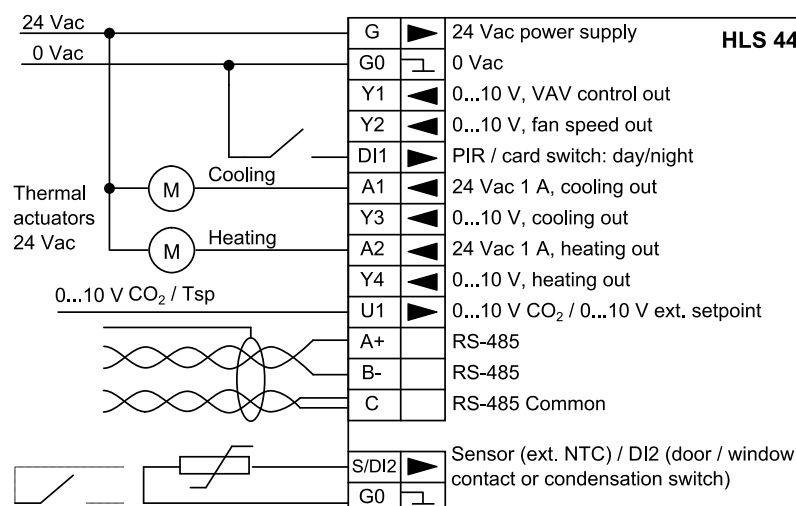 24 Vac
G
24 Vac power supply
HLS 44
0 Vac
G0
0 Vac
Y1
0...10 V, VAV control out
Y2
0...10 V, fan speed out
DI1
PIR / card switch: day/night
Thermal
actuators
24 Vac
M
Cooling
A1
24 Vac 1 A, cooling out
Y3
0...10 V, cooling out
M
Heating
A2
24 Vac 1 A, heating out
Y4
0...10 V, heating out
0...10 V CO₂ / Tsp
U1
0...10 V CO₂ / 0...10 V ext. setpoint
A+
RS-485
B-
RS-485
C
RS-485 Common
S/DI2
Sensor (ext. NTC) / DI2 (door / window
contact or condensation switch)
G0